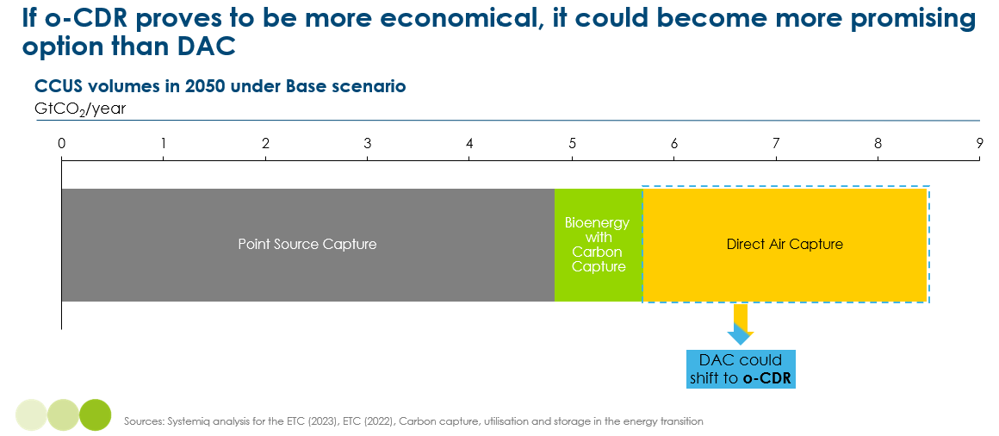 If o-CDR proves to be more economical, it could become more promising
option than DAC
CCUS volumes in 2050 under Base scenario
GtCO₂/year
0 1 2 3 4 5 6 7 8 9
Point Source Capture
Bioenergy
with
Carbon
Capture
Direct Air Capture
DAC could
shift to o-CDR
Sources: Systemiq analysis for the ETC (2023), ETC (2022), Carbon capture, utilisation and storage in the energy transition